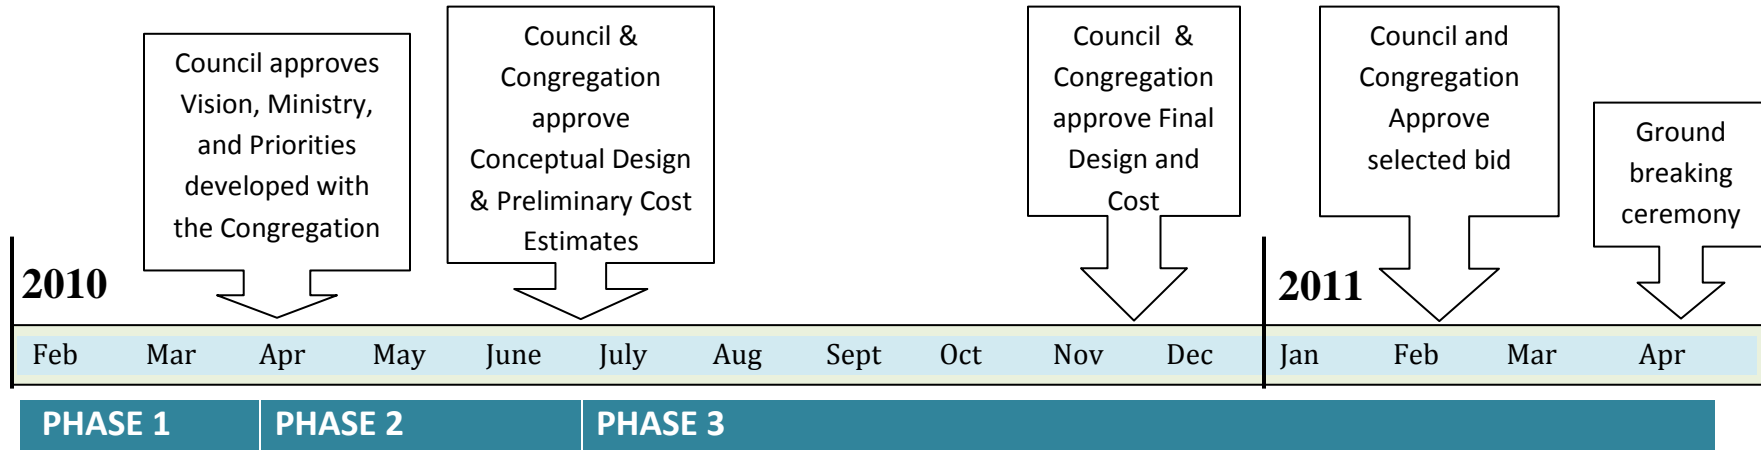 Council approves
Vision, Ministry,
and Priorities
developed with
the Congregation
Council &
Congregation
approve
Conceptual Design
& Preliminary Cost
Estimates
Council &
Congregation
approve Final
Design and
Cost
Council and
Congregation
Approve
selected bid
Ground
breaking
ceremony
2010
2011
Feb Mar Apr May June July Aug Sept Oct Nov Dec Jan Feb Mar Apr
PHASE 1 PHASE 2 PHASE 3